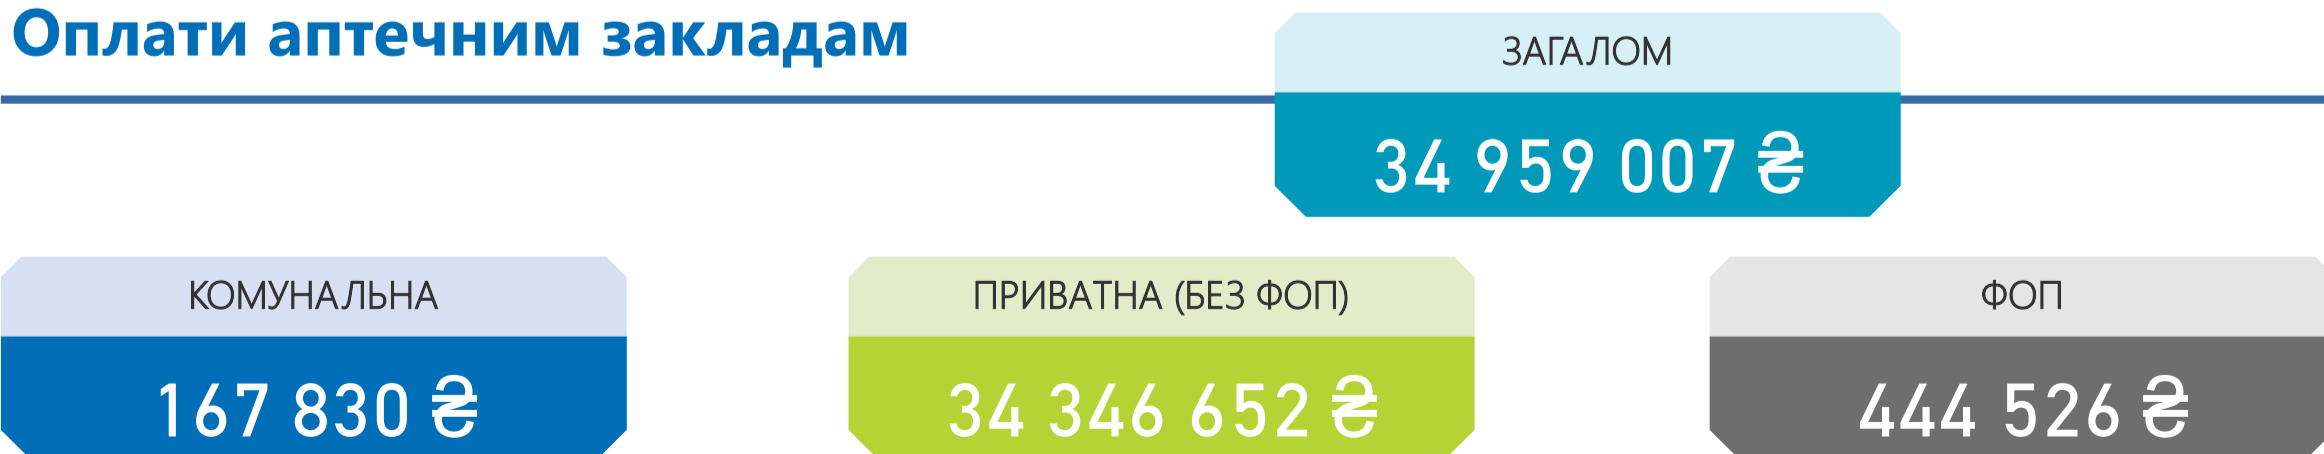 Оплати аптечним закладам
ЗАГАЛОМ
34 959 007 ₴
КОМУНАЛЬНА
167 830 ₴
ПРИВАТНА (БЕЗ ФОП)
34 346 652 ₴
ФОП
444 526 ₴